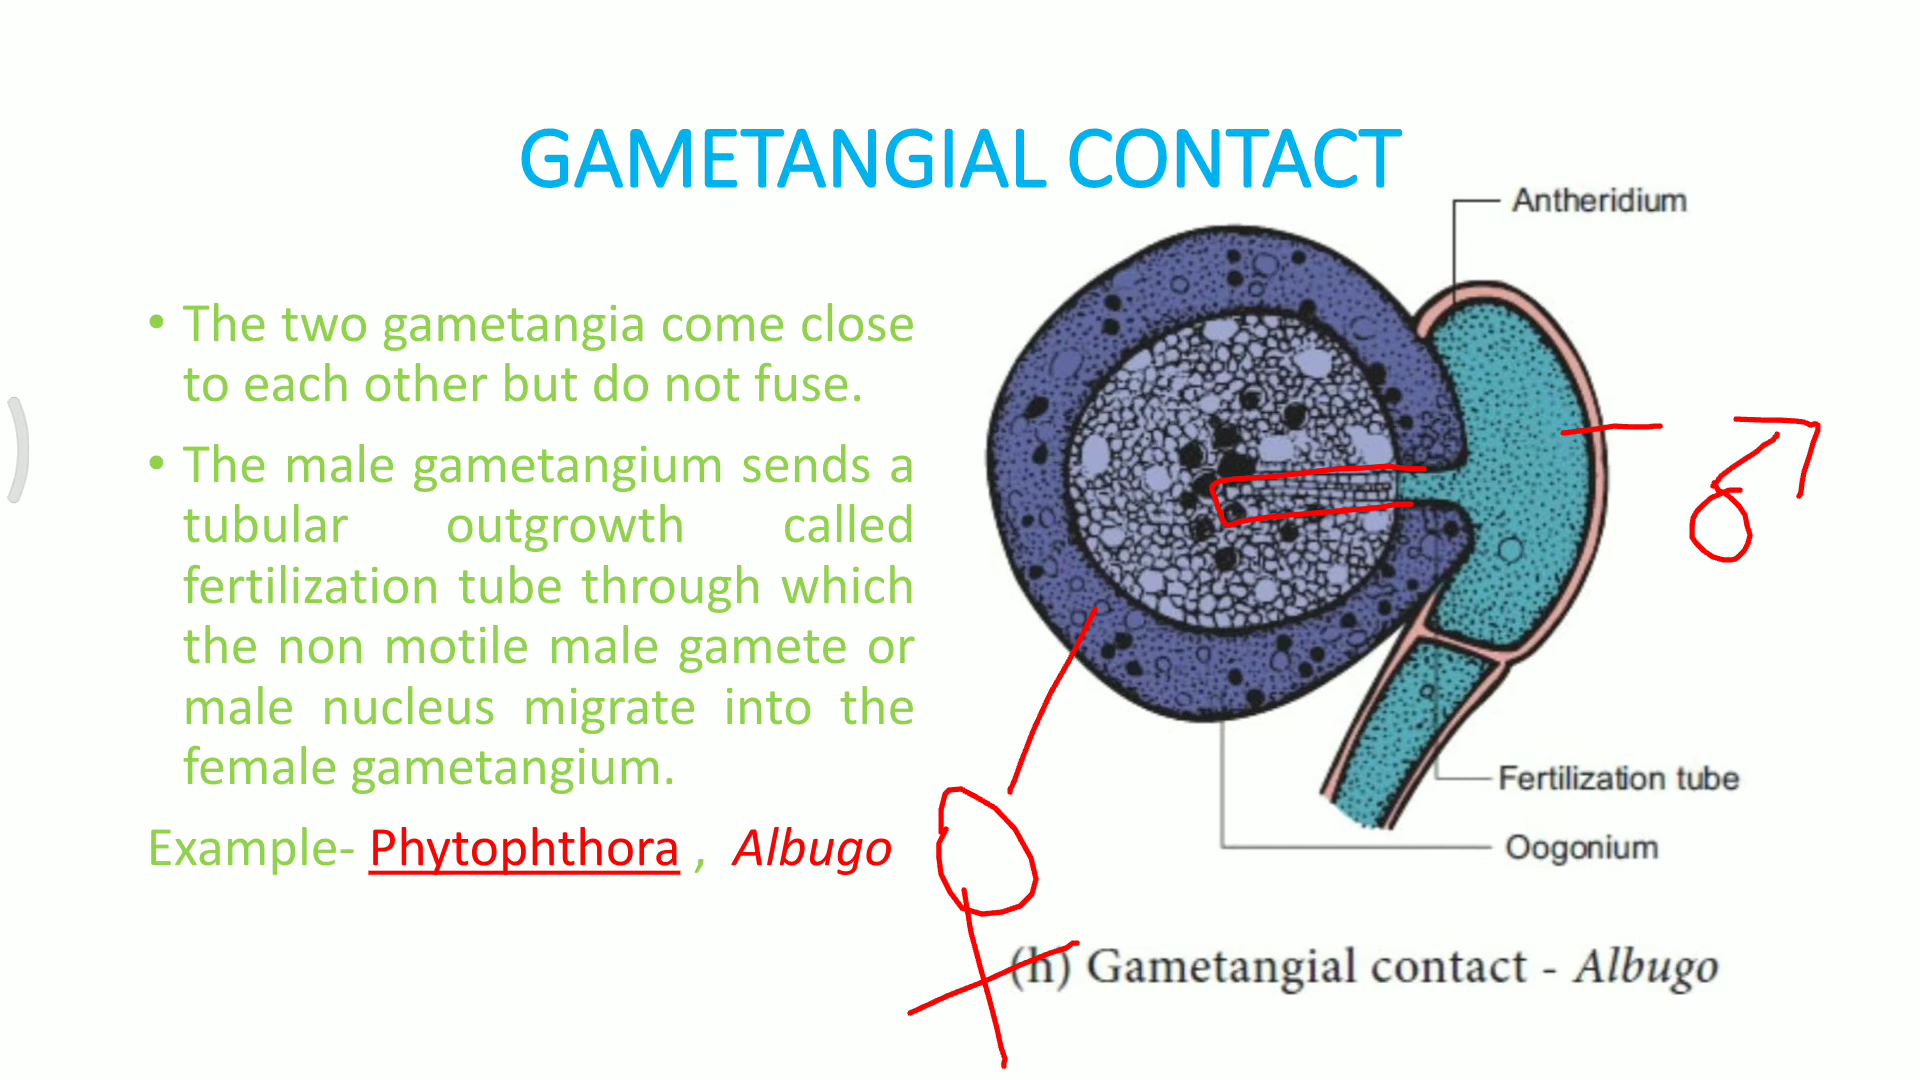 GAMETANGIAL CONTACT
• The two gametangia come close
to each other but do not fuse.
• The male gametangium sends a
tubular outgrowth called
fertilization tube through which
the non motile male gamete or
male nucleus migrate into the
female gametangium.
Example- Phytophthora , Albugo
Antheridium
♂
Fertilization tube
Oogonium
♀
(h) Gametangial contact - Albugo